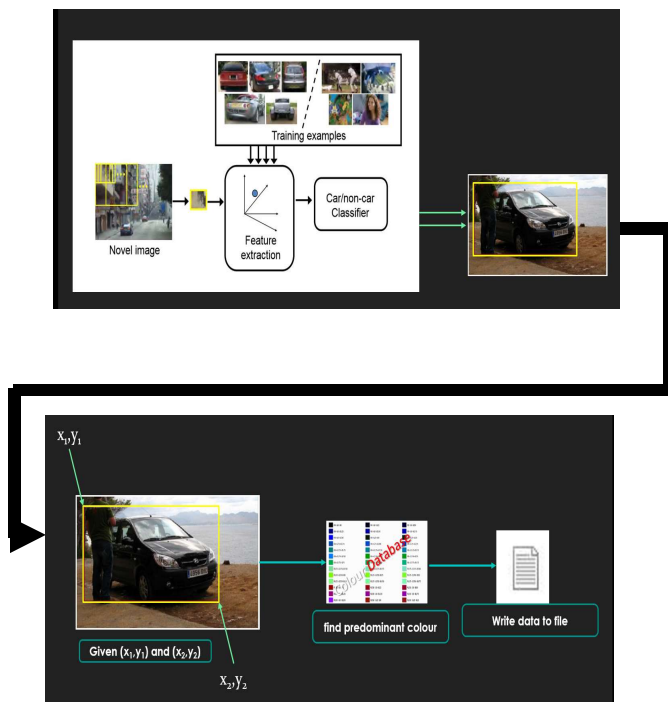 Training examples
Novel image
Feature
extraction
Car/non-car
Classifier
x₁,y₁
Given (x₁,y₁) and (x₂,y₂)
x₂,y₂
Colour Database
find predominant colour
Write data to file